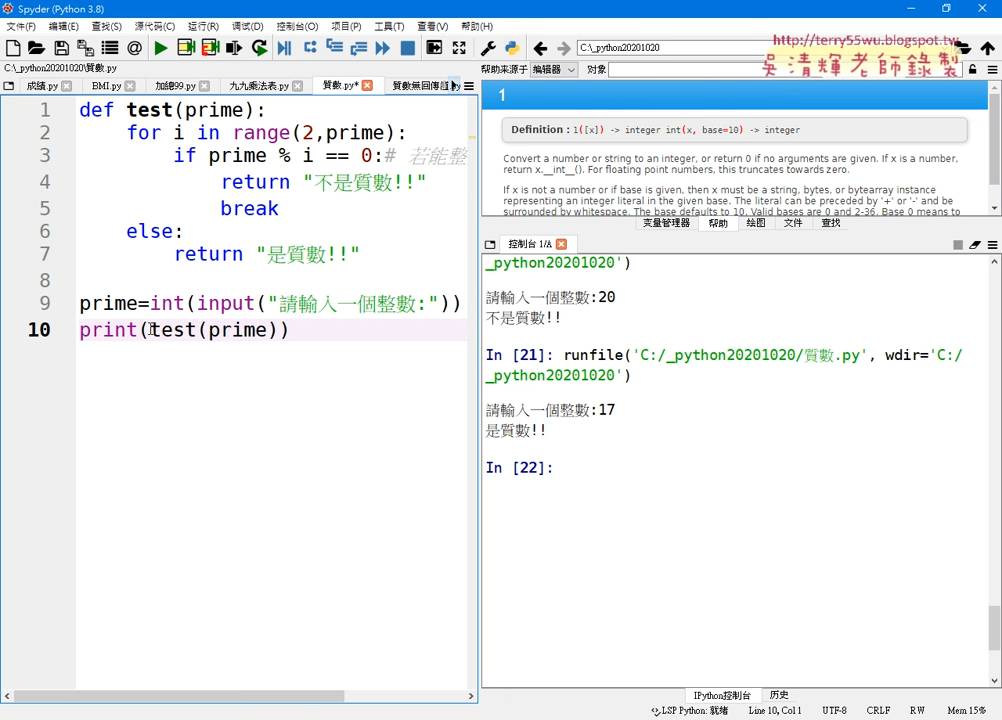 Spyder (Python 3.8)
文件(F) 编辑(E) 查找(S) 源代码(C) 运行(R) 调试(D) 控制台(O) 项目(P) 工具(T) 查看(V) 帮助(H)
C:\_python20201020
http://terry55wu.blogspot.tw
吳清輝老師錄製
C:\_python20201020\質數.py
帮助来源于 编辑器 对象
成績.py BMI.py 加總99.py 九九乘法表.py 質數.py* 質數無回傳值.py
1 def test(prime):
2 for i in range(2,prime):
3 if prime % i == 0:# 若能整
4 return "不是質數!!"
5 break
6 else:
7 return "是質數!!"
8
9 prime=int(input("請輸入一個整數:"))
10 print(test(prime))
1
Definition : 1([x]) -> integer int(x, base=10) -> integer
Convert a number or string to an integer, or return 0 if no arguments are given. If x is a number,
return x.__int__(). For floating point numbers, this truncates towards zero.
If x is not a number or if base is given, then x must be a string, bytes, or bytearray instance
representing an integer literal in the given base. The literal can be preceded by '+' or '-' and be
surrounded by whitespace. The base defaults to 10. Valid bases are 0 and 2-36. Base 0 means to
变量管理器 帮助 绘图 文件 查找
控制台 1/A
_python20201020')
請輸入一個整數:20
不是質數!!
In [21]: runfile('C:/_python20201020/質數.py', wdir='C:/
_python20201020')
請輸入一個整數:17
是質數!!
In [22]:
IPython控制台 历史
LSP Python: 就绪 Line 10, Col 1 UTF-8 CRLF RW Mem 15%